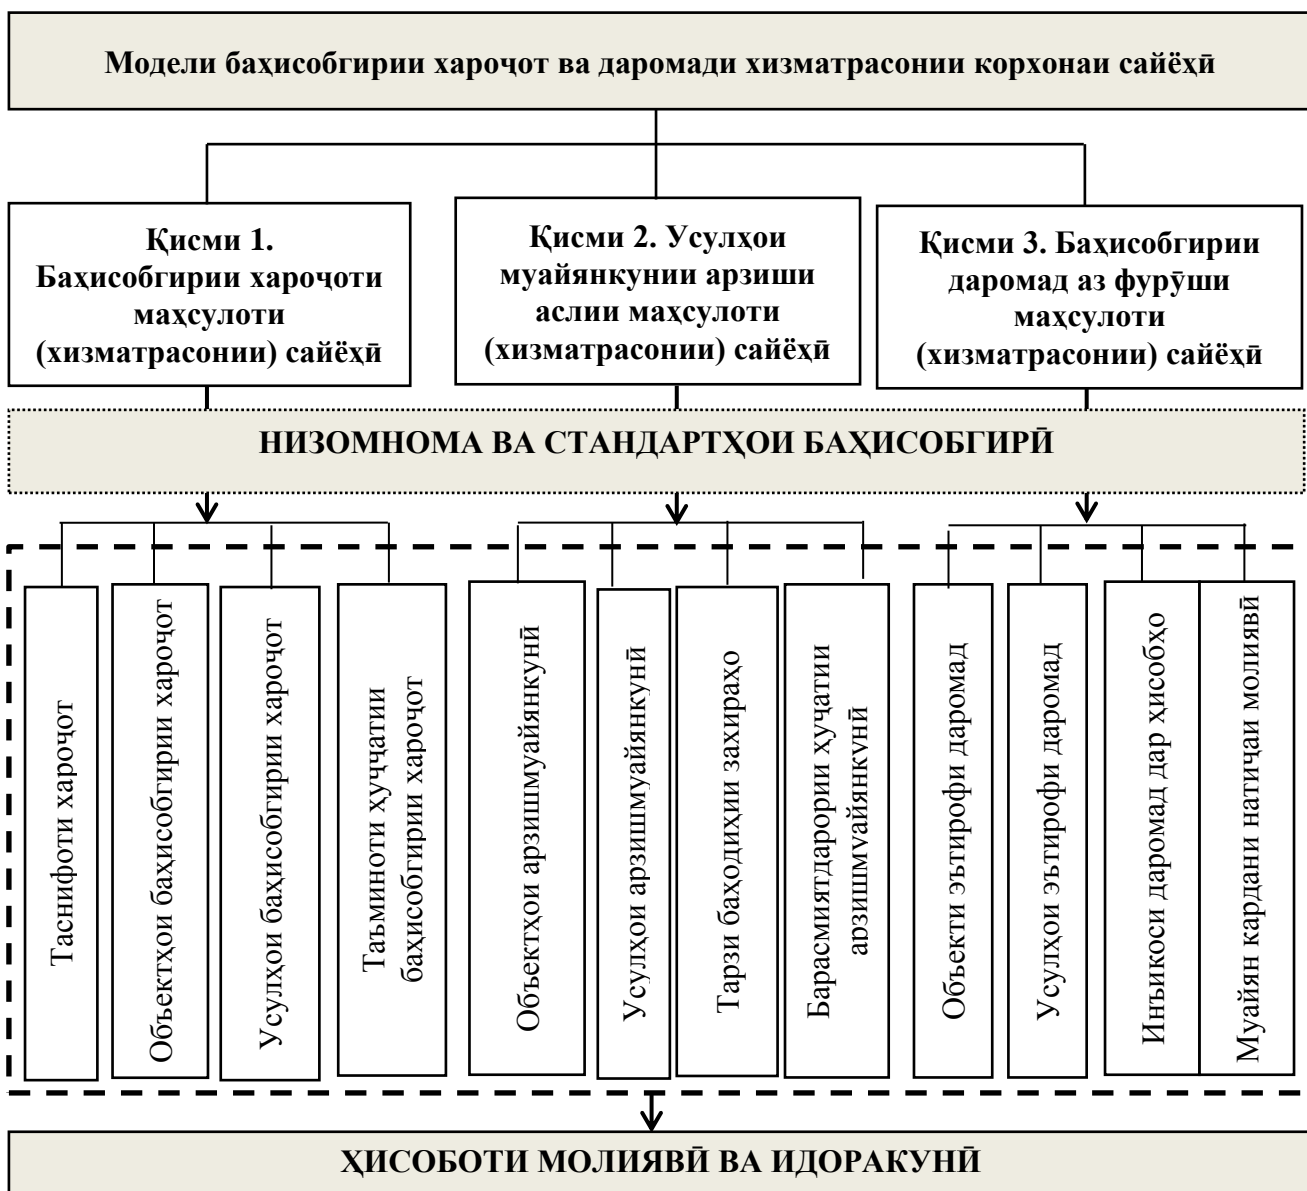 Модели баҳисобгирии хароҷот ва даромади хизматрасонии корхонаи сайёҳӣ
Қисми 1.
Баҳисобгирии хароҷоти
маҳсулоти
(хизматрасонии) сайёҳӣ
Қисми 2. Усулҳои
муайянкунии арзиши
аслии маҳсулоти
(хизматрасонии) сайёҳӣ
Қисми 3. Баҳисобгирии
даромад аз фурӯши
маҳсулоти
(хизматрасонии) сайёҳӣ
НИЗОМНОМА ВА СТАНДАРТҲОИ БАҲИСОБГИРӢ
Таснифоти хароҷот
Объектҳои баҳисобгирии хароҷот
Усулҳои баҳисобгирии хароҷот
Таъминоти ҳуҷҷатии
баҳисобгирии хароҷот
Объектҳои арзишмуайянкунӣ
Усулҳои арзишмуайянкунӣ
Тарзи баҳодиҳии захираҳо
Барасмиятдарории ҳуҷатии
арзишмуайянкунӣ
Объекти эътирофи даромад
Усулҳои эътирофи даромад
Инъикоси даромад дар ҳисобҳо
Муайян кардани натиҷаи молиявӣ
ҲИСОБОТИ МОЛИЯВӢ ВА ИДОРАКУНӢ